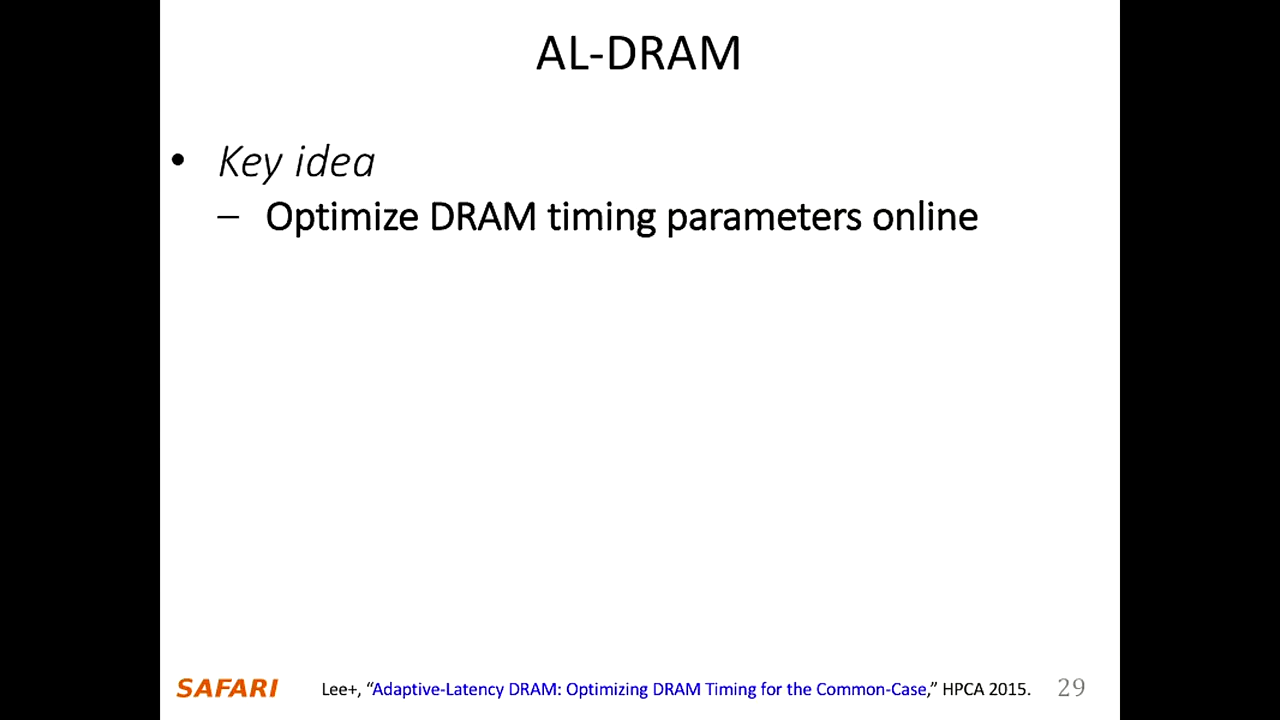 AL-DRAM
• Key idea
– Optimize DRAM timing parameters online
SAFARI Lee+, “Adaptive-Latency DRAM: Optimizing DRAM Timing for the Common-Case,” HPCA 2015. 29